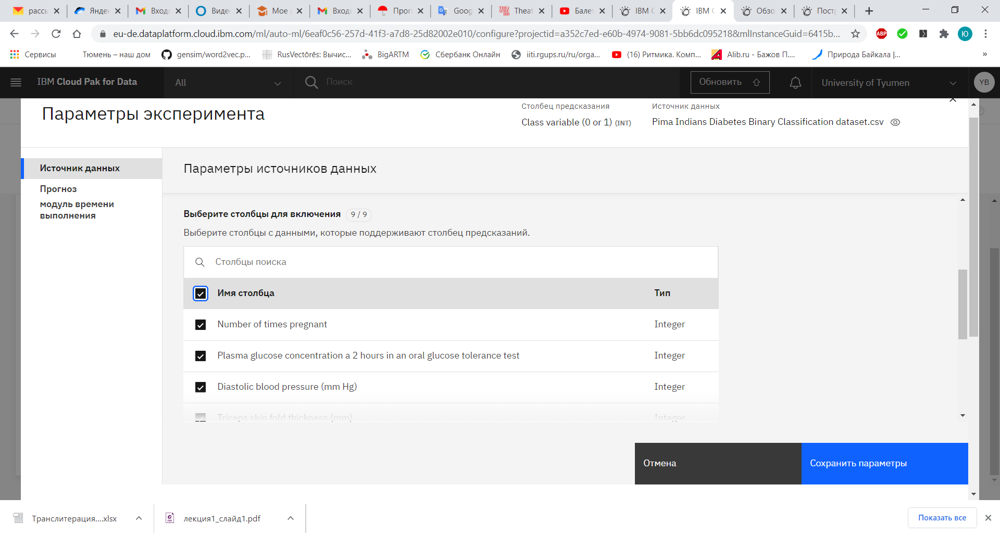 рассы
Яндек
Входя
Видео
Мое
Входя
Прог
Goog
Theat
Балет
IBM C
IBM C
Обзо
Постр
eu-de.dataplatform.cloud.ibm.com/ml/auto-ml/6eaf0c56-257d-41f3-a7d8-25d82002e010/configure?projectid=a352c7ed-e60b-4974-9081-5bb6dc095218&mlInstanceGuid=6415b...
ABP
Ю
Сервисы
Тюмень – наш дом
gensim/word2vec.p...
RusVectōrēs: Вычис...
BigARTM
Сбербанк Онлайн
iiti.rgups.ru/ru/orga...
(16) Ритмика. Комп...
Alib.ru - Бажов П....
Природа Байкала |...
»
IBM Cloud Pak for Data
All
Поиск
Обновить
University of Tyumen
YB
Параметры эксперимента
Столбец предсказания
Class variable (0 or 1) (INT)
Источник данных
Pima Indians Diabetes Binary Classification dataset.csv
Источник данных
Прогноз
модуль времени
выполнения
Параметры источников данных
Выберите столбцы для включения 9 / 9
Выберите столбцы с данными, которые поддерживают столбец предсказаний.
Столбцы поиска
Имя столбца Тип
Number of times pregnant Integer
Plasma glucose concentration a 2 hours in an oral glucose tolerance test Integer
Diastolic blood pressure (mm Hg) Integer
Triceps skin fold thickness (mm) Integer
Отмена
Сохранить параметры
Транслитерация....xlsx
лекция1_слайд1.pdf
Показать все